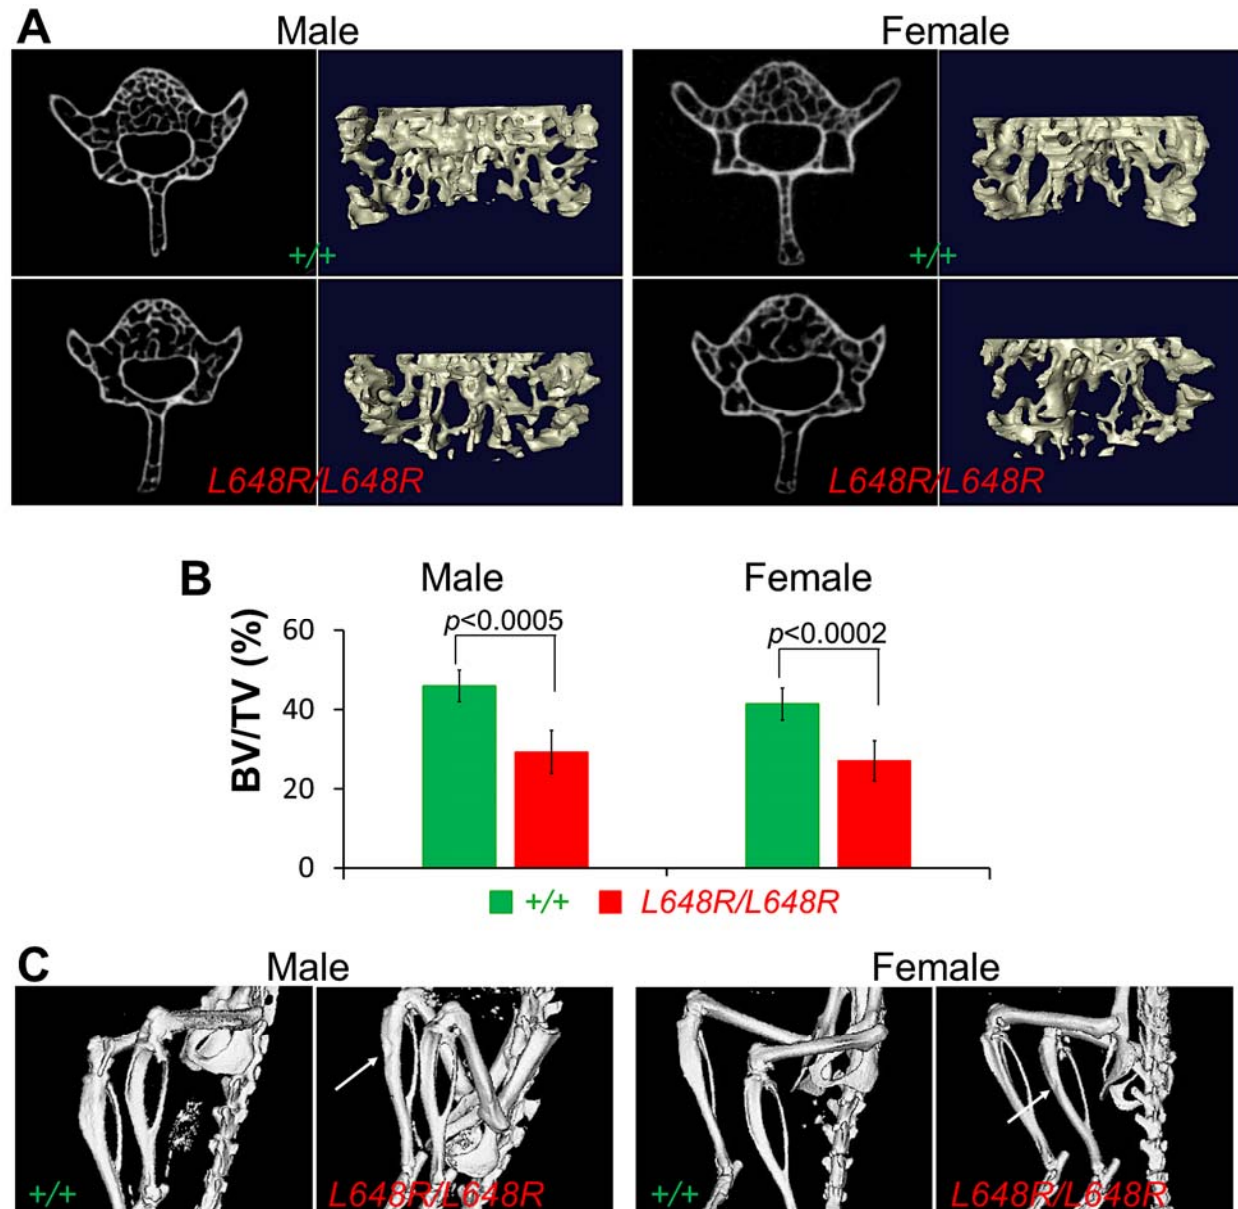 A
Male
Female
+/+
+/+
L648R/L648R
L648R/L648R
B
Male
Female
p<0.0005
p<0.0002
BV/TV (%)
60
40
20
0
+/+ L648R/L648R
C
Male
Female
+/+
L648R/L648R
+/+
L648R/L648R